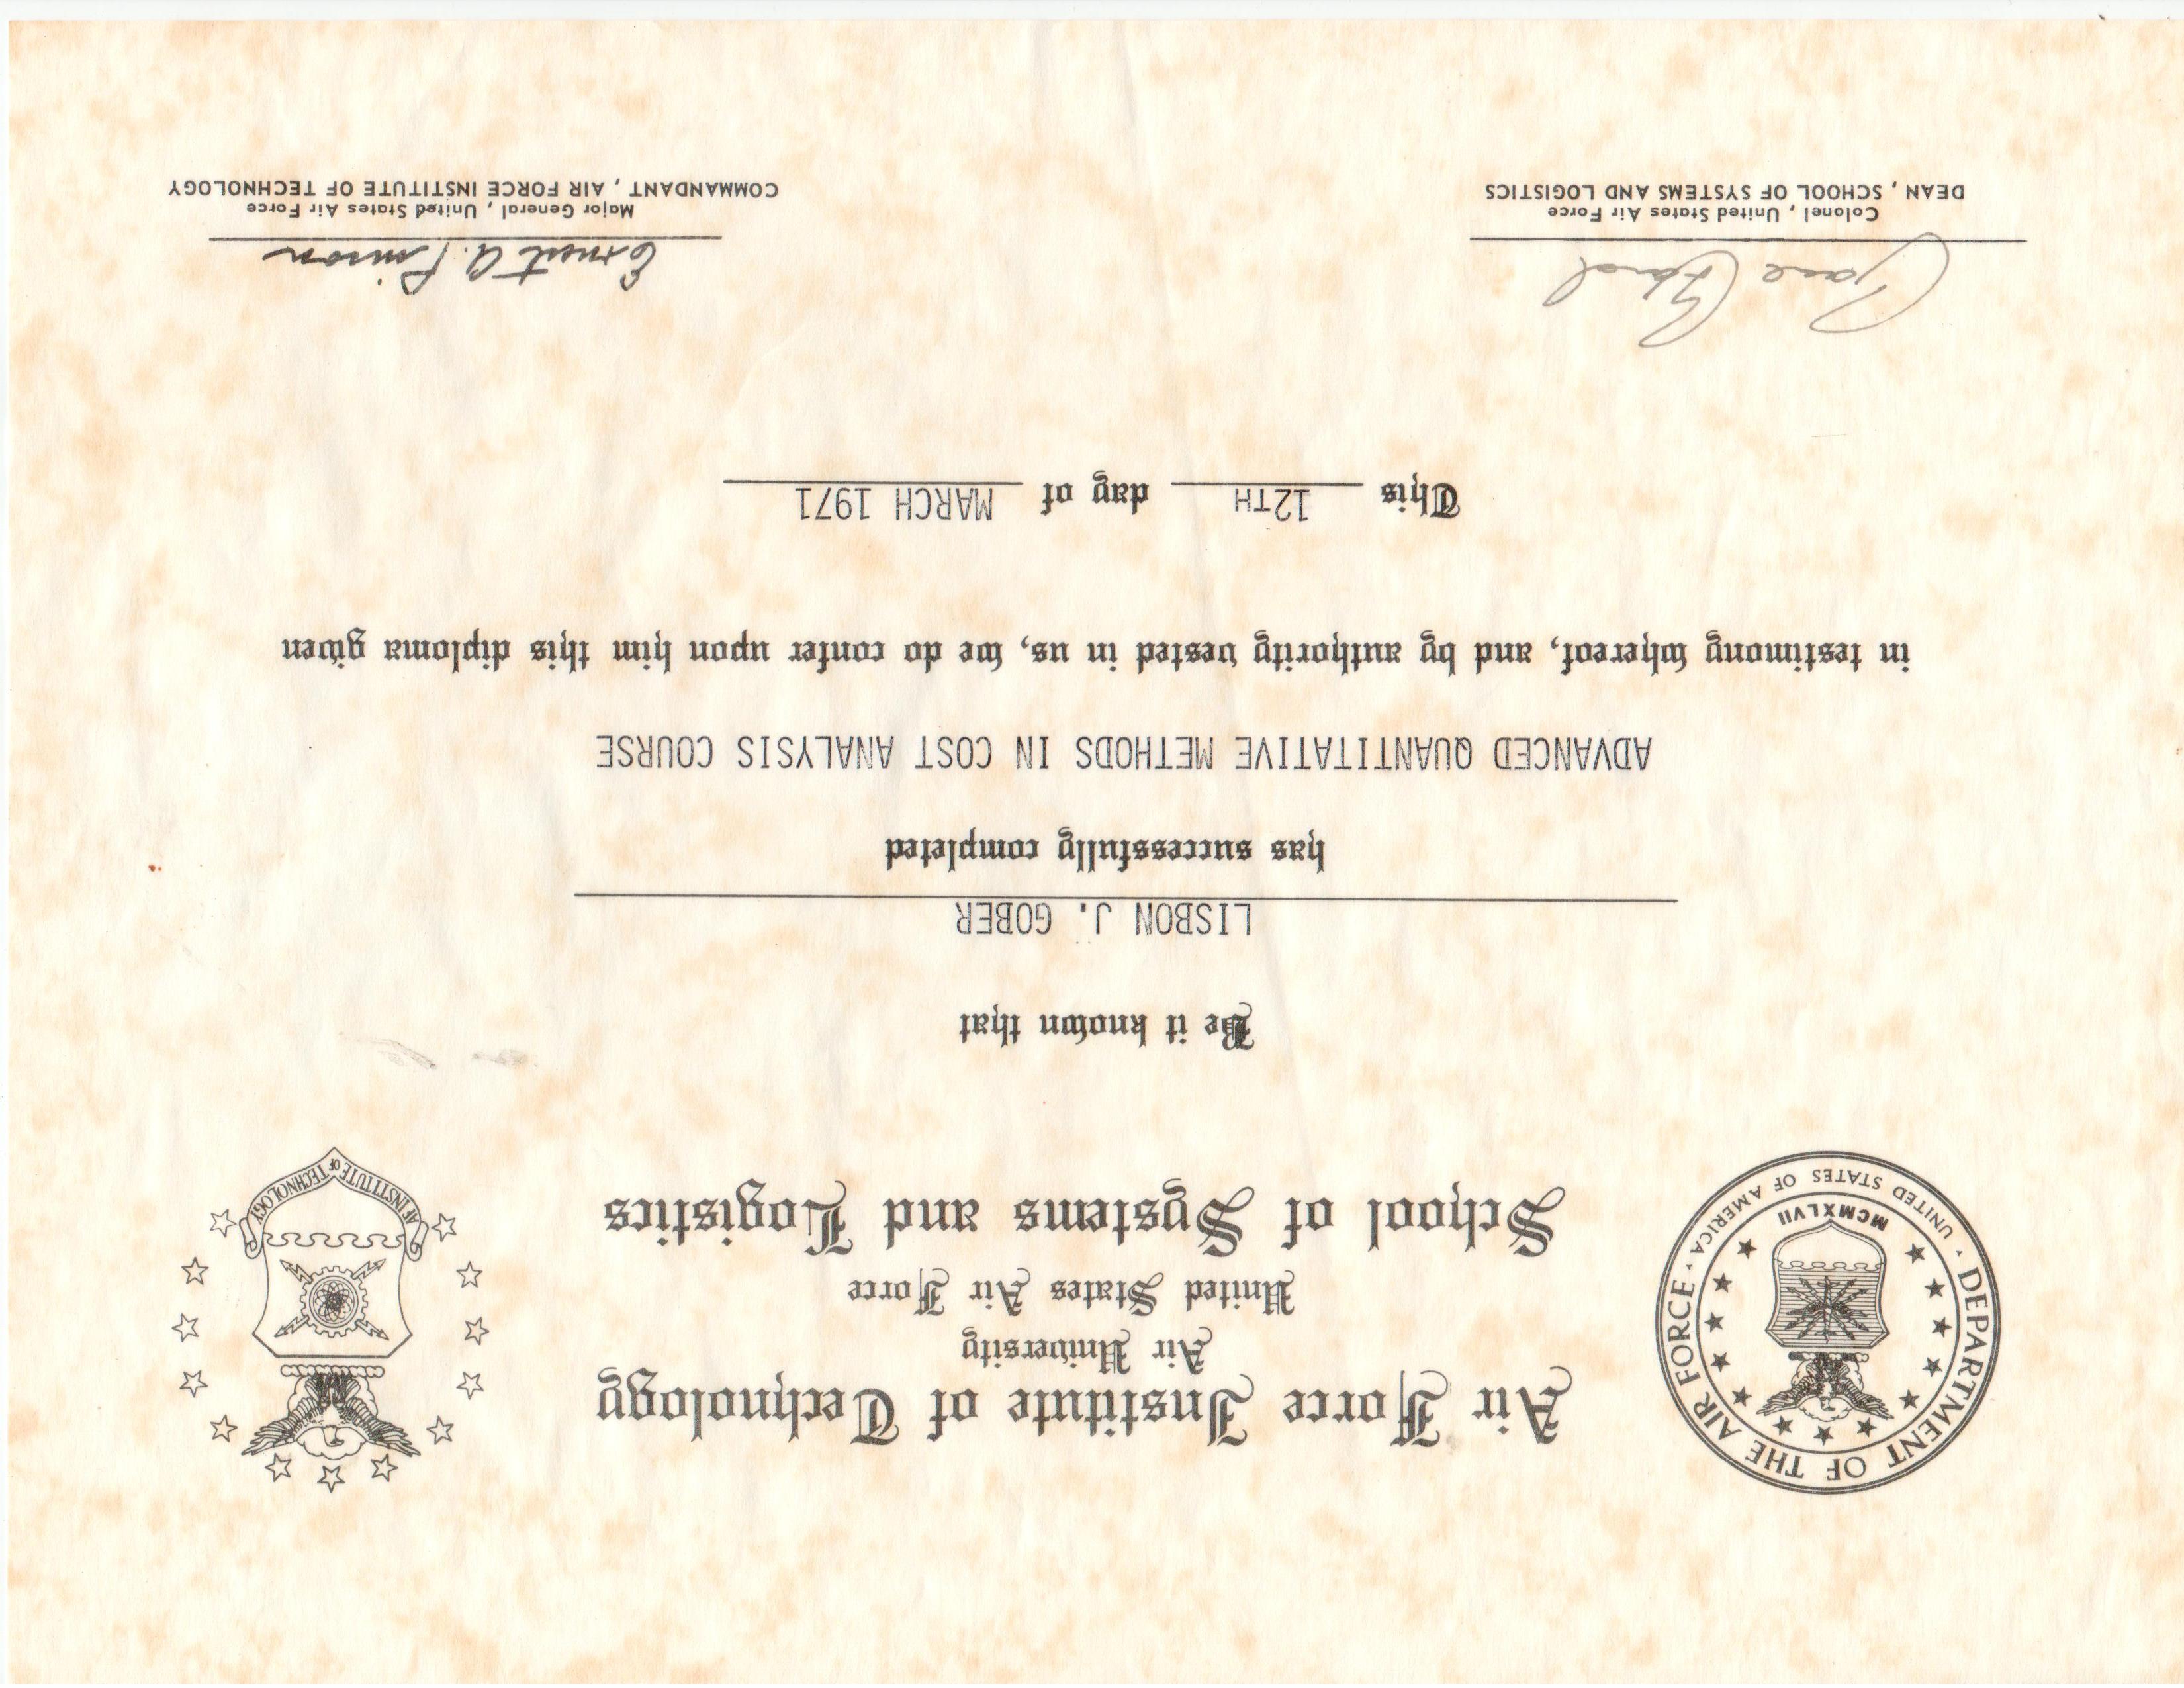 Air Force Institute of Technology
Air University
United States Air Force
School of Systems and Logistics
DEPARTMENT OF THE AIR FORCE
UNITED STATES OF AMERICA
MCMXLVII
AF INSTITUTE OF TECHNOLOGY
Be it known that
LISBON J. GOBER
has successfully completed
ADVANCED QUANTITATIVE METHODS IN COST ANALYSIS COURSE
in testimony whereof, and by authority vested in us, we do confer upon him this diploma given
This 12TH day of MARCH 1971
Colonel, United States Air Force
DEAN, SCHOOL OF SYSTEMS AND LOGISTICS
Ernest A. Pinson
Major General, United States Air Force
COMMANDANT, AIR FORCE INSTITUTE OF TECHNOLOGY